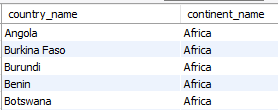 country_name continent_name
Angola Africa
Burkina Faso Africa
Burundi Africa
Benin Africa
Botswana Africa